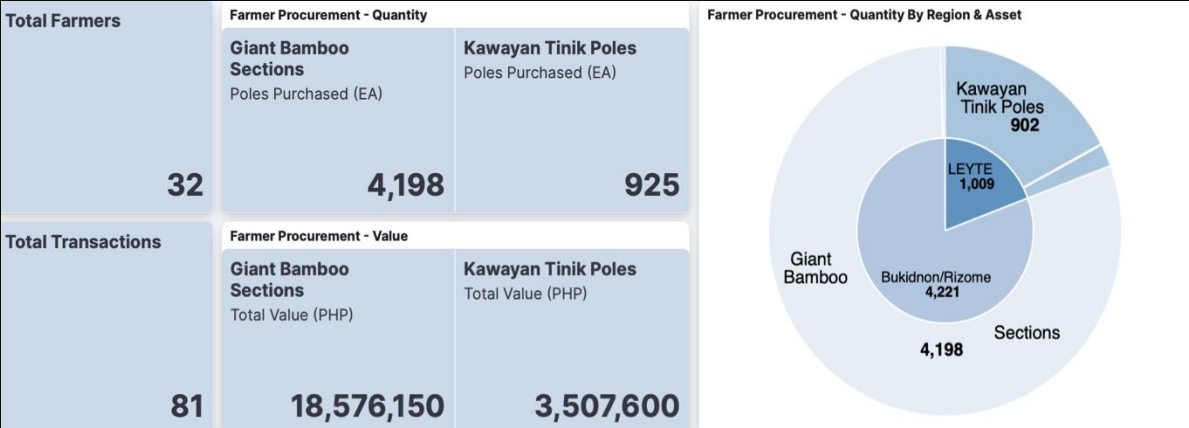 Total Farmers
32
Farmer Procurement - Quantity
Giant Bamboo
Sections
Poles Purchased (EA)
4,198
Kawayan Tinik Poles
Poles Purchased (EA)
925
Total Transactions
81
Farmer Procurement - Value
Giant Bamboo
Sections
Total Value (PHP)
18,576,150
Kawayan Tinik Poles
Total Value (PHP)
3,507,600
Farmer Procurement - Quantity By Region & Asset
Kawayan
Tinik Poles
902
LEYTE
1,009
Giant
Bamboo
Bukidnon/Rizome
4,221
Sections
4,198